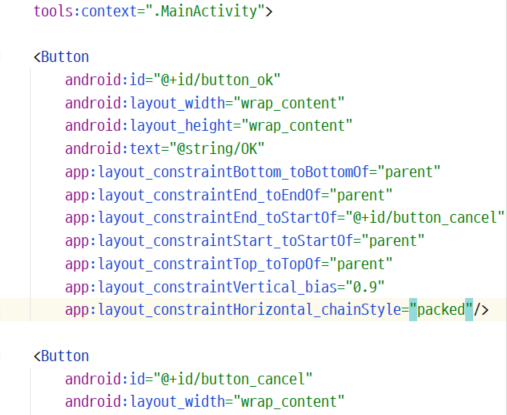 tools:context=".MainActivity">
<Button
android:id="@+id/button_ok"
android:layout_width="wrap_content"
android:layout_height="wrap_content"
android:text="@string/OK"
app:layout_constraintBottom_toBottomOf="parent"
app:layout_constraintEnd_toEndOf="parent"
app:layout_constraintEnd_toStartOf="@+id/button_cancel"
app:layout_constraintStart_toStartOf="parent"
app:layout_constraintTop_toTopOf="parent"
app:layout_constraintVertical_bias="0.9"
app:layout_constraintHorizontal_chainStyle="packed"/>
<Button
android:id="@+id/button_cancel"
android:layout_width="wrap_content"